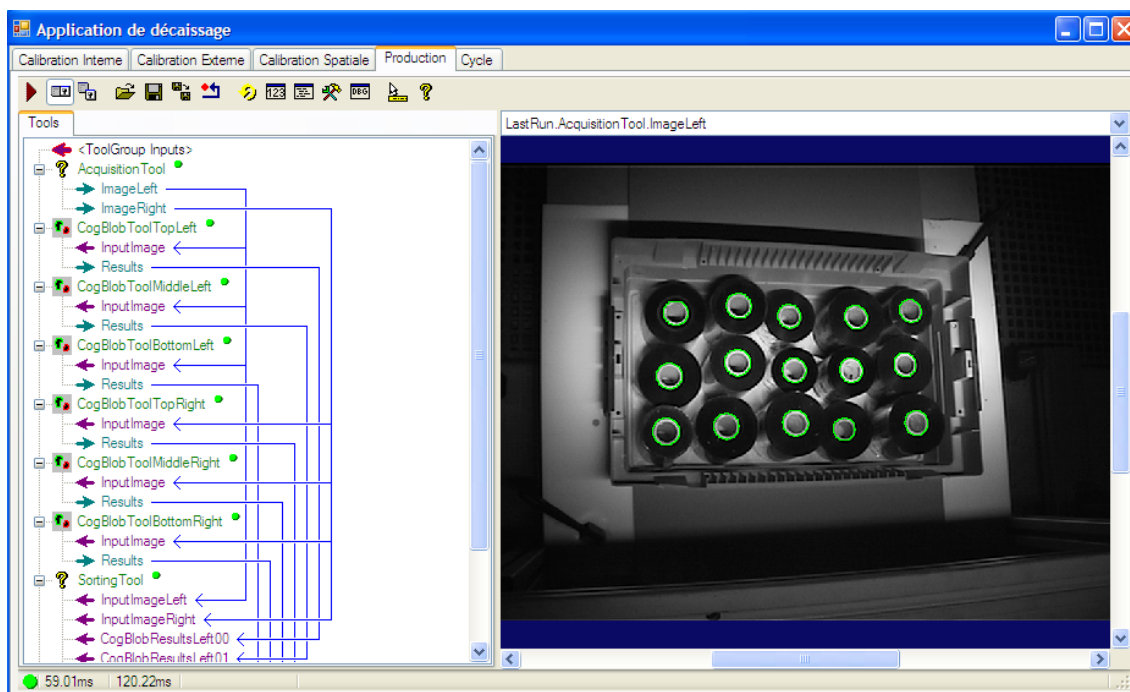 Application de décaissage
Calibration Interne Calibration Externe Calibration Spatiale Production Cycle
123 DBG
Tools
<ToolGroup Inputs>
AcquisitionTool
ImageLeft
ImageRight
CogBlobToolTopLeft
InputImage
Results
CogBlobToolMiddleLeft
InputImage
Results
CogBlobToolBottomLeft
InputImage
Results
CogBlobToolTopRight
InputImage
Results
CogBlobToolMiddleRight
InputImage
Results
CogBlobToolBottomRight
InputImage
Results
SortingTool
InputImageLeft
InputImageRight
CogBlobResultsLeft00
CogBlobResultsLeft01
LastRun.AcquisitionTool.ImageLeft
59.01ms 120.22ms